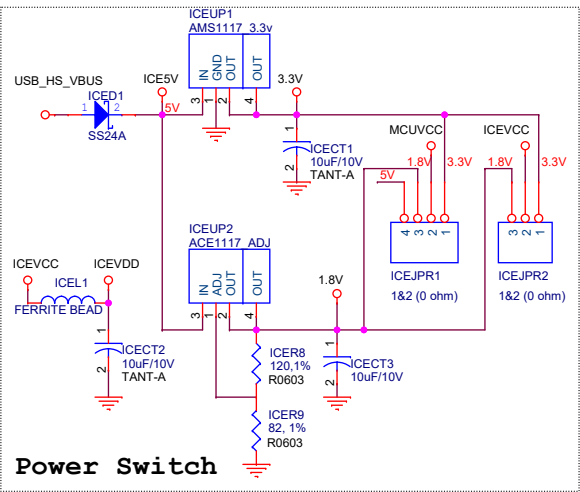 ICEUP1
AMS1117_3.3v
USB_HS_VBUS
ICED1
ICE5V
3.3V
IN
GND
OUT
OUT
1
2
5V
3
1
2
4
SS24A
MCUVCC
ICEVCC
1
ICECT1
10uF/10V
TANT-A
2
1.8V
3.3V
1.8V
3.3V
5V
4
3
2
1
3
2
1
ICEUP2
ACE1117_ADJ
ICEJPR1
ICEJPR2
1&2 (0 ohm)
1&2 (0 ohm)
IN
ADJ
OUT
OUT
3
1
2
4
1.8V
ICEVCC
ICEVDD
ICEL1
FERRITE BEAD
1
ICECT2
10uF/10V
TANT-A
2
ICER8
120,1%
R0603
1
ICECT3
10uF/10V
2
ICER9
82, 1%
R0603
Power Switch